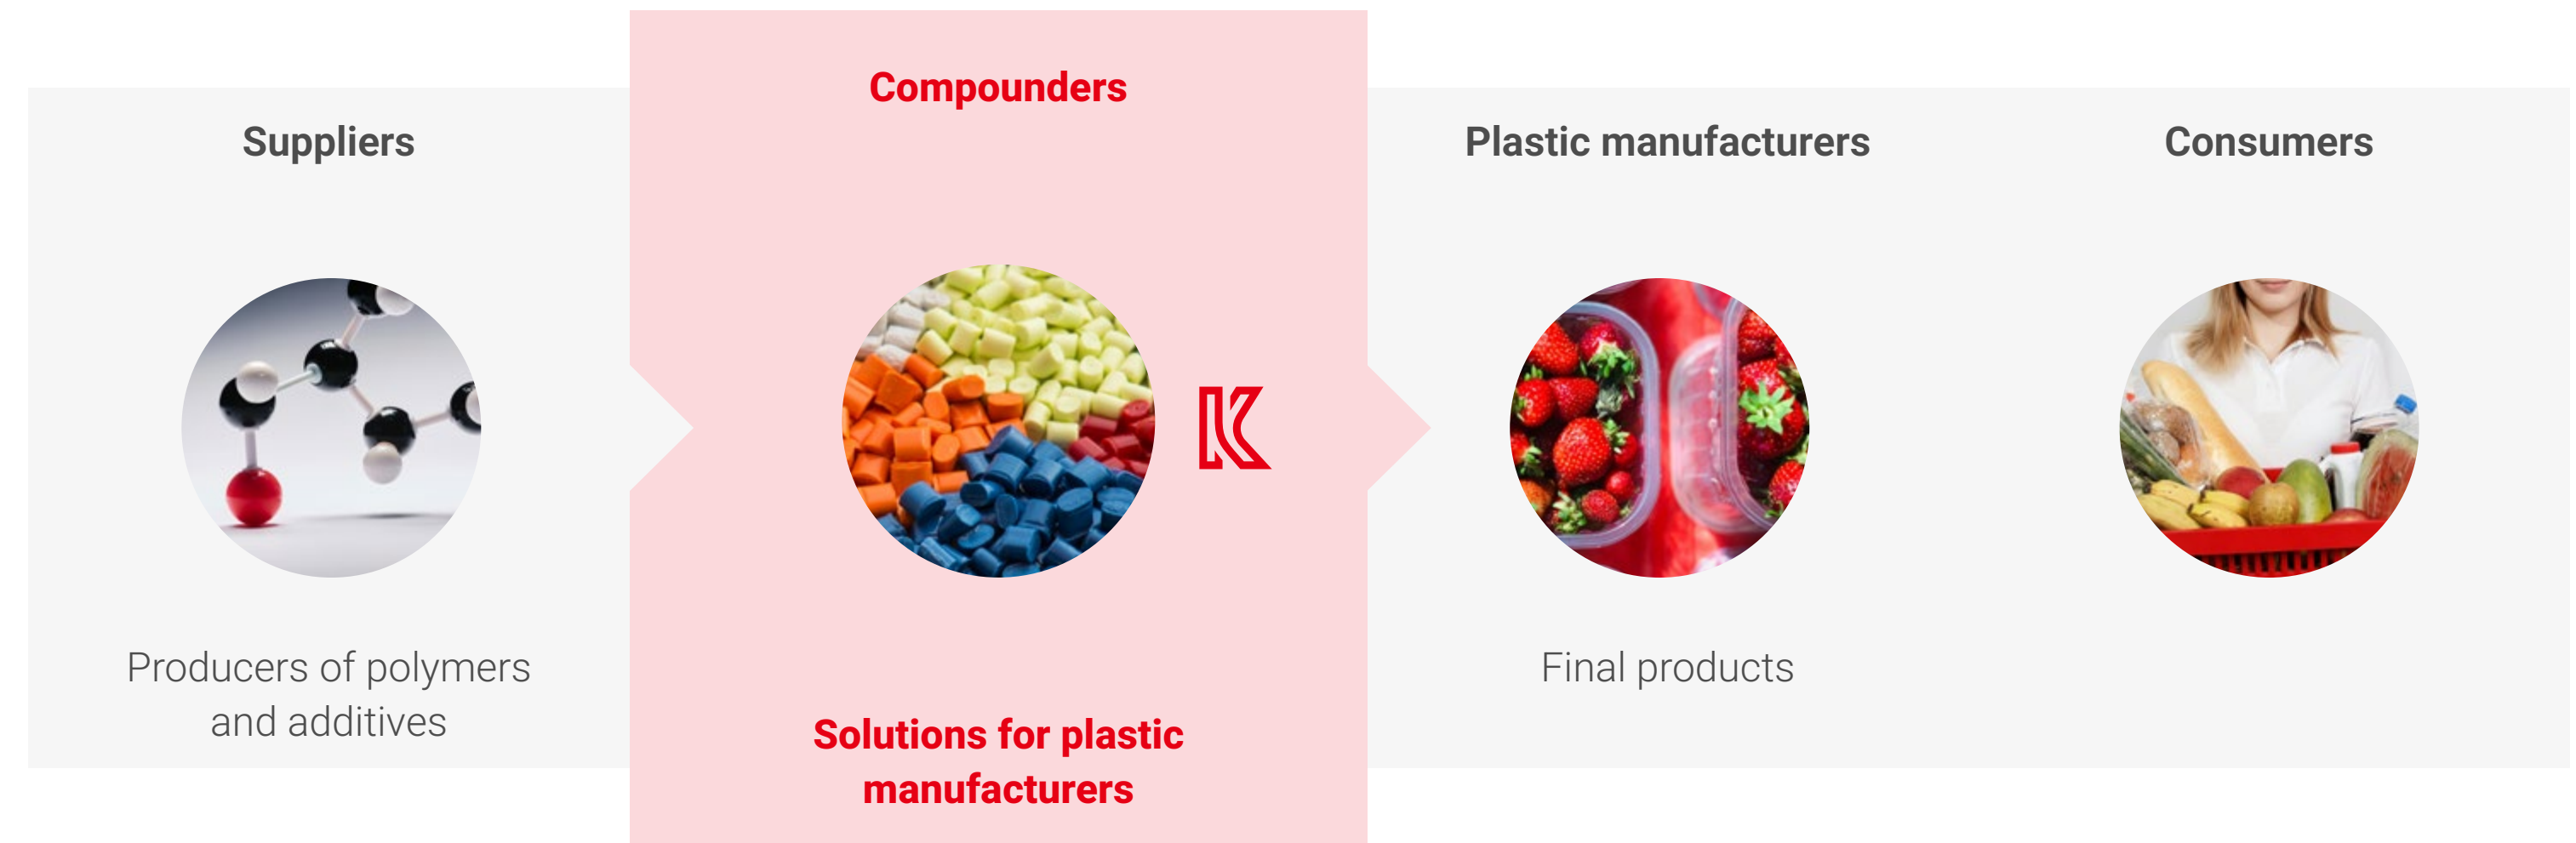 Suppliers
Producers of polymers
and additives
Compounders
K
Solutions for plastic
manufacturers
Plastic manufacturers
Final products
Consumers